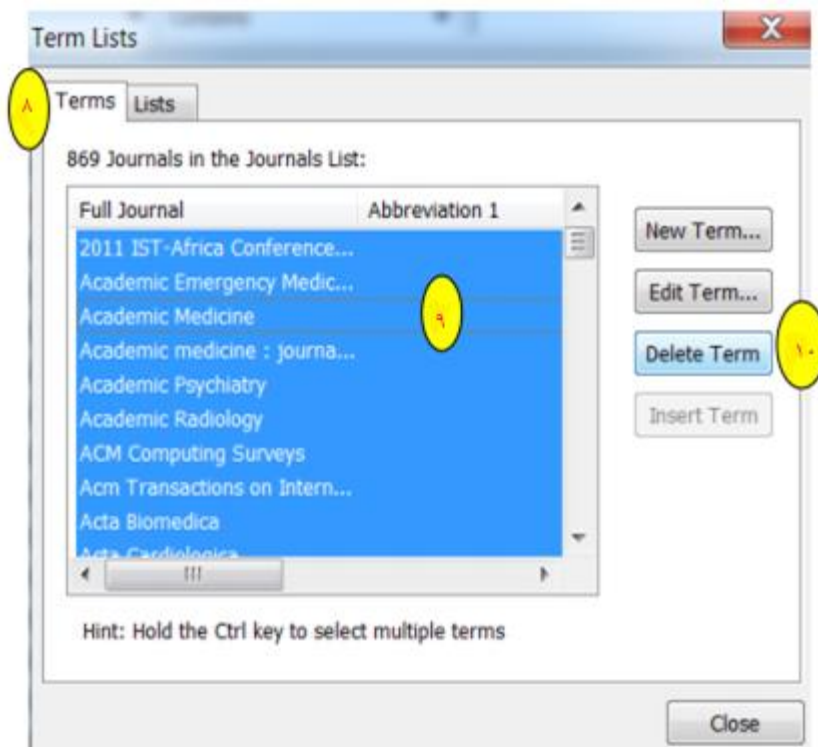 Term Lists
X
٨
Terms Lists
869 Journals in the Journals List:
Full Journal Abbreviation 1
2011 IST-Africa Conference...
Academic Emergency Medic...
Academic Medicine
٩
Academic medicine : journa...
Academic Psychiatry
Academic Radiology
ACM Computing Surveys
Acm Transactions on Intern...
Acta Biomedica
Acta Cardiologica
New Term...
Edit Term...
Delete Term
١٠
Insert Term
Hint: Hold the Ctrl key to select multiple terms
Close